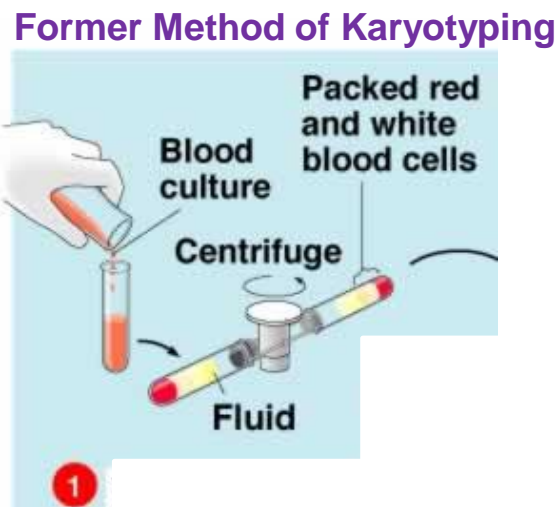 Former Method of Karyotyping
Packed red
and white
blood cells
Blood
culture
Centrifuge
Fluid
1